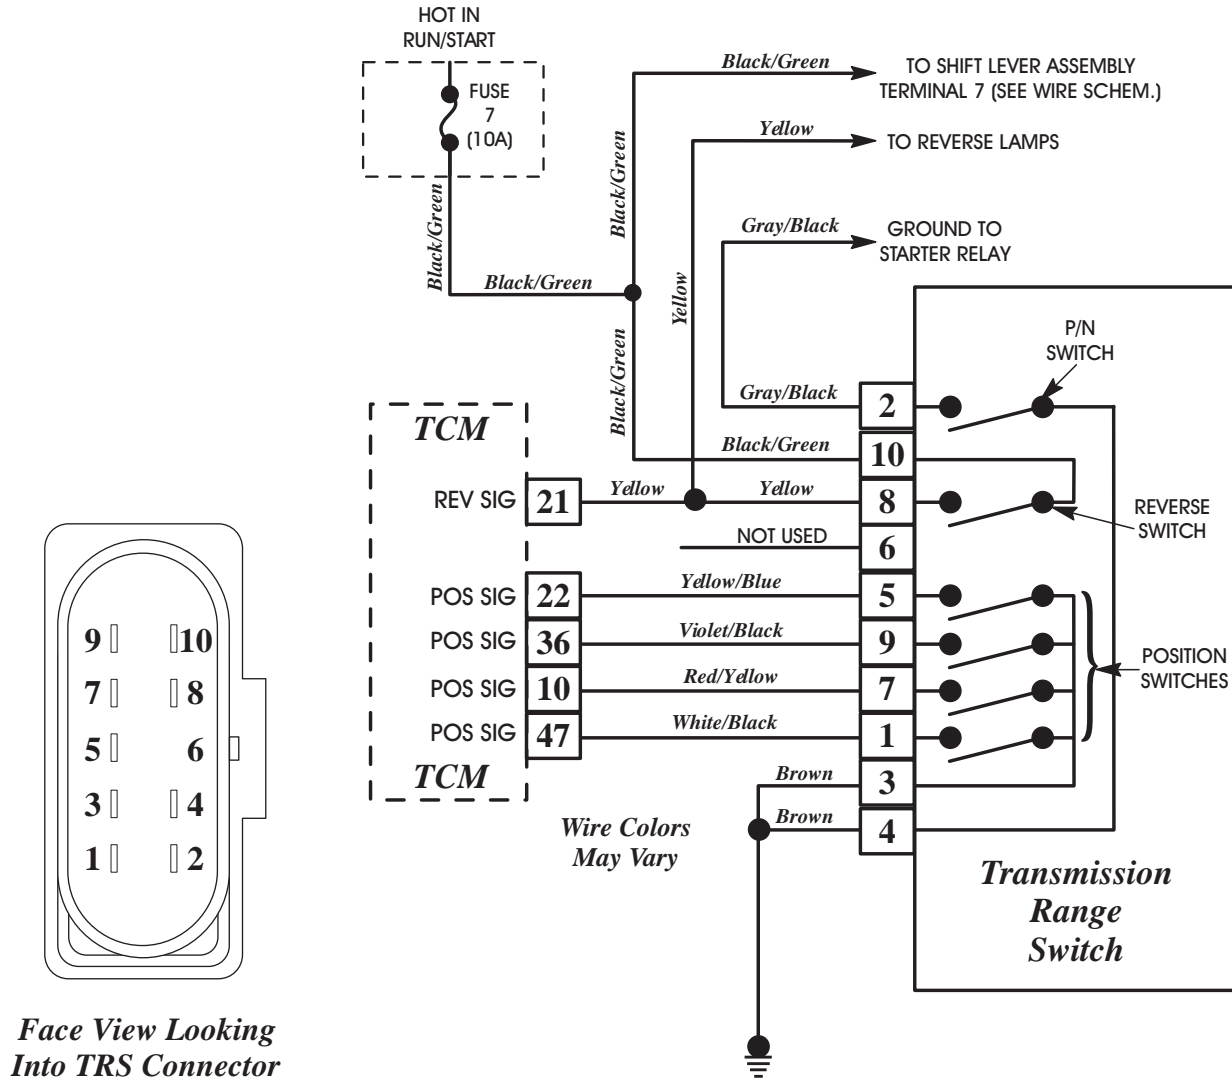 HOT IN
RUN/START
FUSE
7
(10A)
Black/Green
TO SHIFT LEVER ASSEMBLY
TERMINAL 7 (SEE WIRE SCHEM.)
Yellow
TO REVERSE LAMPS
Black/Green
Black/Green
Gray/Black
GROUND TO
STARTER RELAY
Black/Green
Yellow
P/N
SWITCH
Black/Green
Gray/Black
2
TCM
Black/Green
10
REV SIG
21
Yellow
Yellow
8
REVERSE
SWITCH
NOT USED
6
POS SIG
22
Yellow/Blue
5
POS SIG
36
Violet/Black
9
POSITION
SWITCHES
POS SIG
10
Red/Yellow
7
POS SIG
47
White/Black
1
TCM
Brown
3
Brown
4
Wire Colors
May Vary
Transmission
Range
Switch
9 10
7 8
5 6
3 4
1 2
Face View Looking
Into TRS Connector